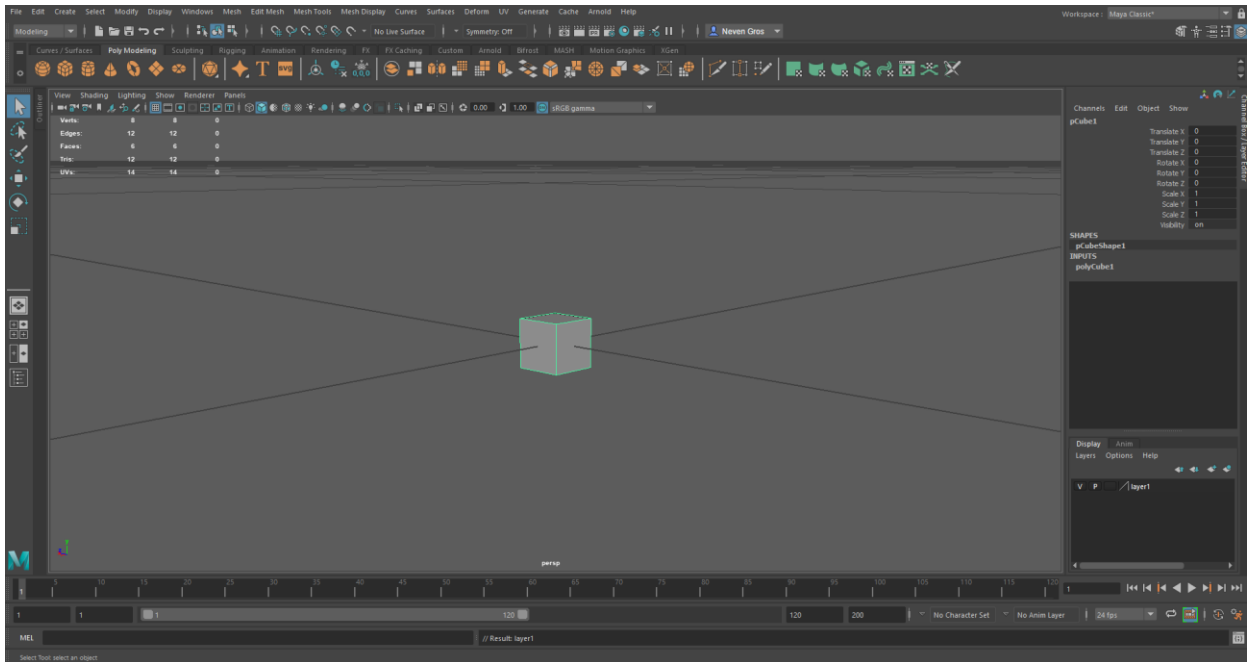 File Edit Create Select Modify Display Windows Mesh Edit Mesh Mesh Tools Mesh Display Curves Surfaces Deform UV Generate Cache Arnold Help Workspace : Maya Classic*
Modeling No Live Surface Symmetry: Off Neven Gros
Curves / Surfaces Poly Modeling Sculpting Rigging Animation Rendering FX FX Caching Custom Arnold Bifrost MASH Motion Graphics XGen
T SVG
View Shading Lighting Show Renderer Panels
0.00 1.00 sRGB gamma
Outliner
Verts: 8 8 0
Edges: 12 12 0
Faces: 6 6 0
Tris: 12 12 0
UVs: 14 14 0
persp
Channels Edit Object Show
pCube1
Translate X 0
Translate Y 0
Translate Z 0
Rotate X 0
Rotate Y 0
Rotate Z 0
Scale X 1
Scale Y 1
Scale Z 1
Visibility on
SHAPES
pCubeShape1
INPUTS
polyCube1
Channel Box / Layer Editor
Display Anim
Layers Options Help
V P layer1
M
1 5 10 15 20 25 30 35 40 45 50 55 60 65 70 75 80 85 90 95 100 105 110 115 120 1
1 1 1 120 120 200 No Character Set No Anim Layer 24 fps
MEL // Result: layer1
Select Tool: select an object